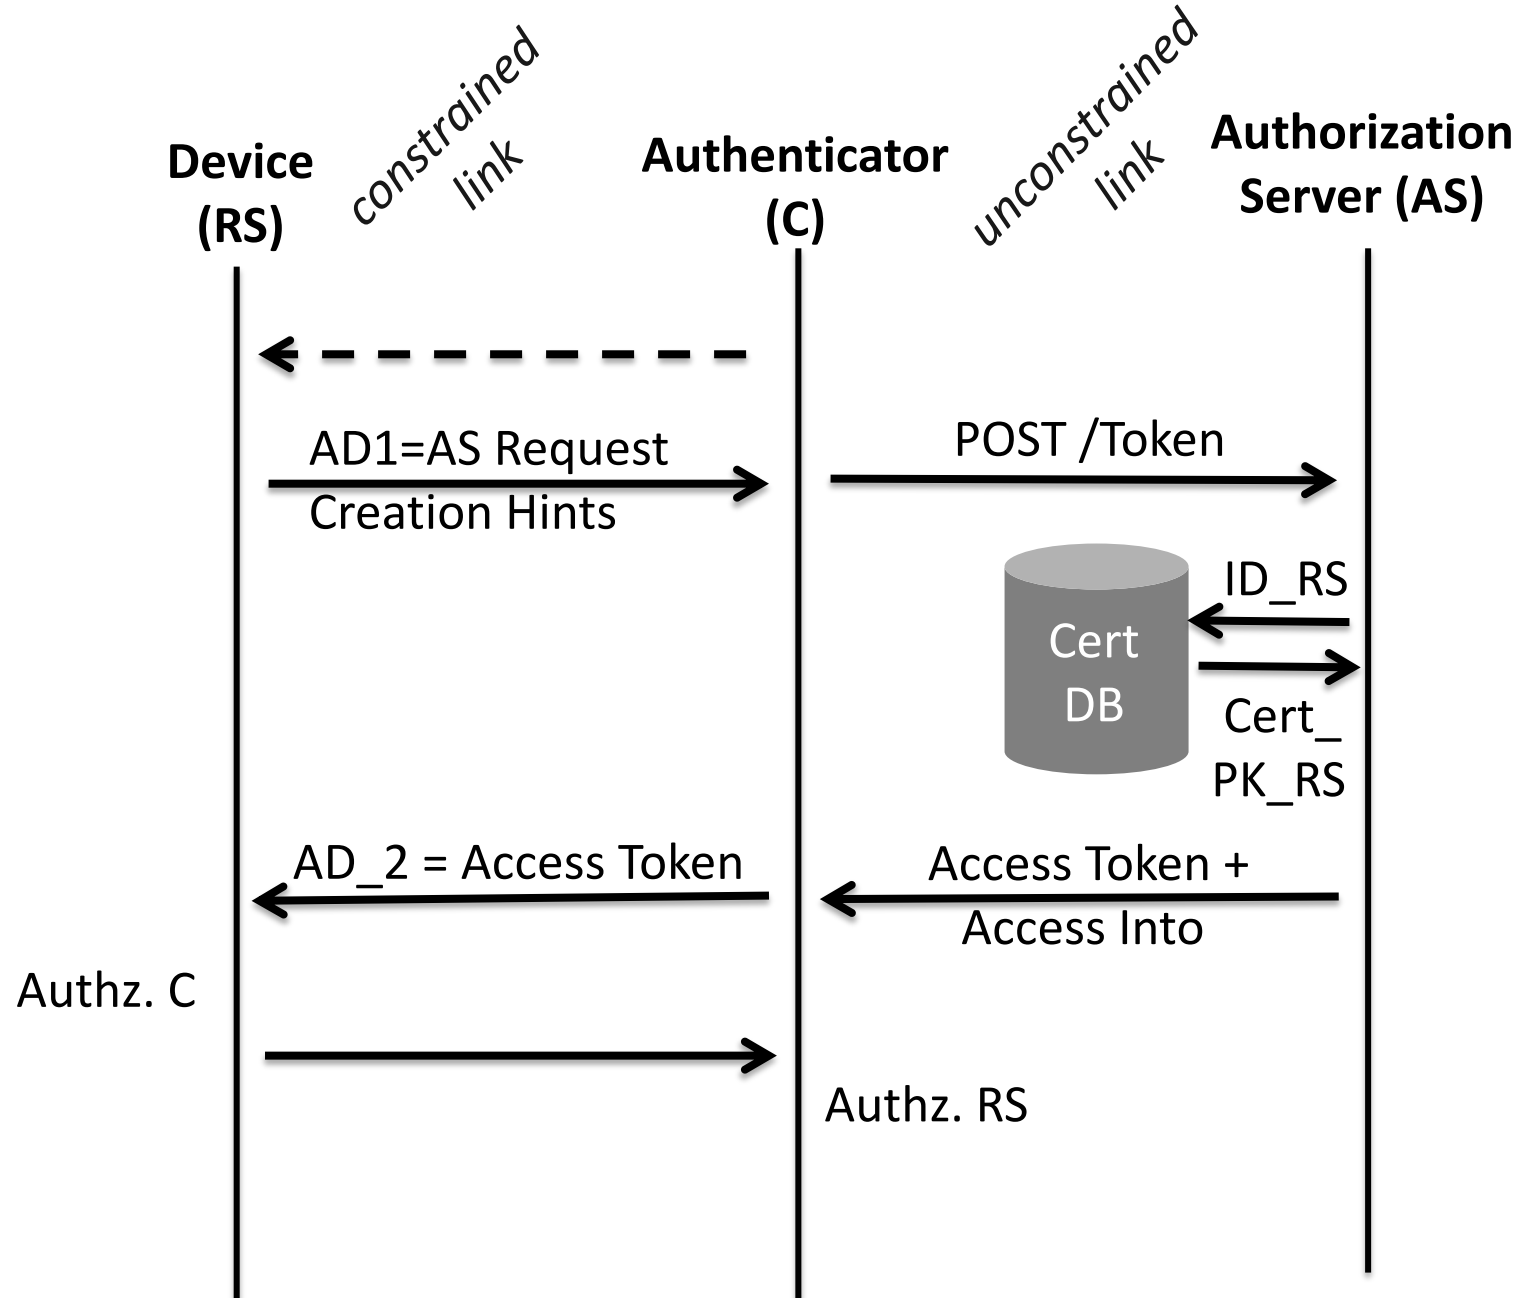 constrained
link
unconstrained
link
Device
(RS)
Authenticator
(C)
Authorization
Server (AS)
AD1=AS Request
Creation Hints
POST /Token
ID_RS
Cert
DB
Cert_
PK_RS
AD_2 = Access Token
Access Token +
Access Into
Authz. C
Authz. RS